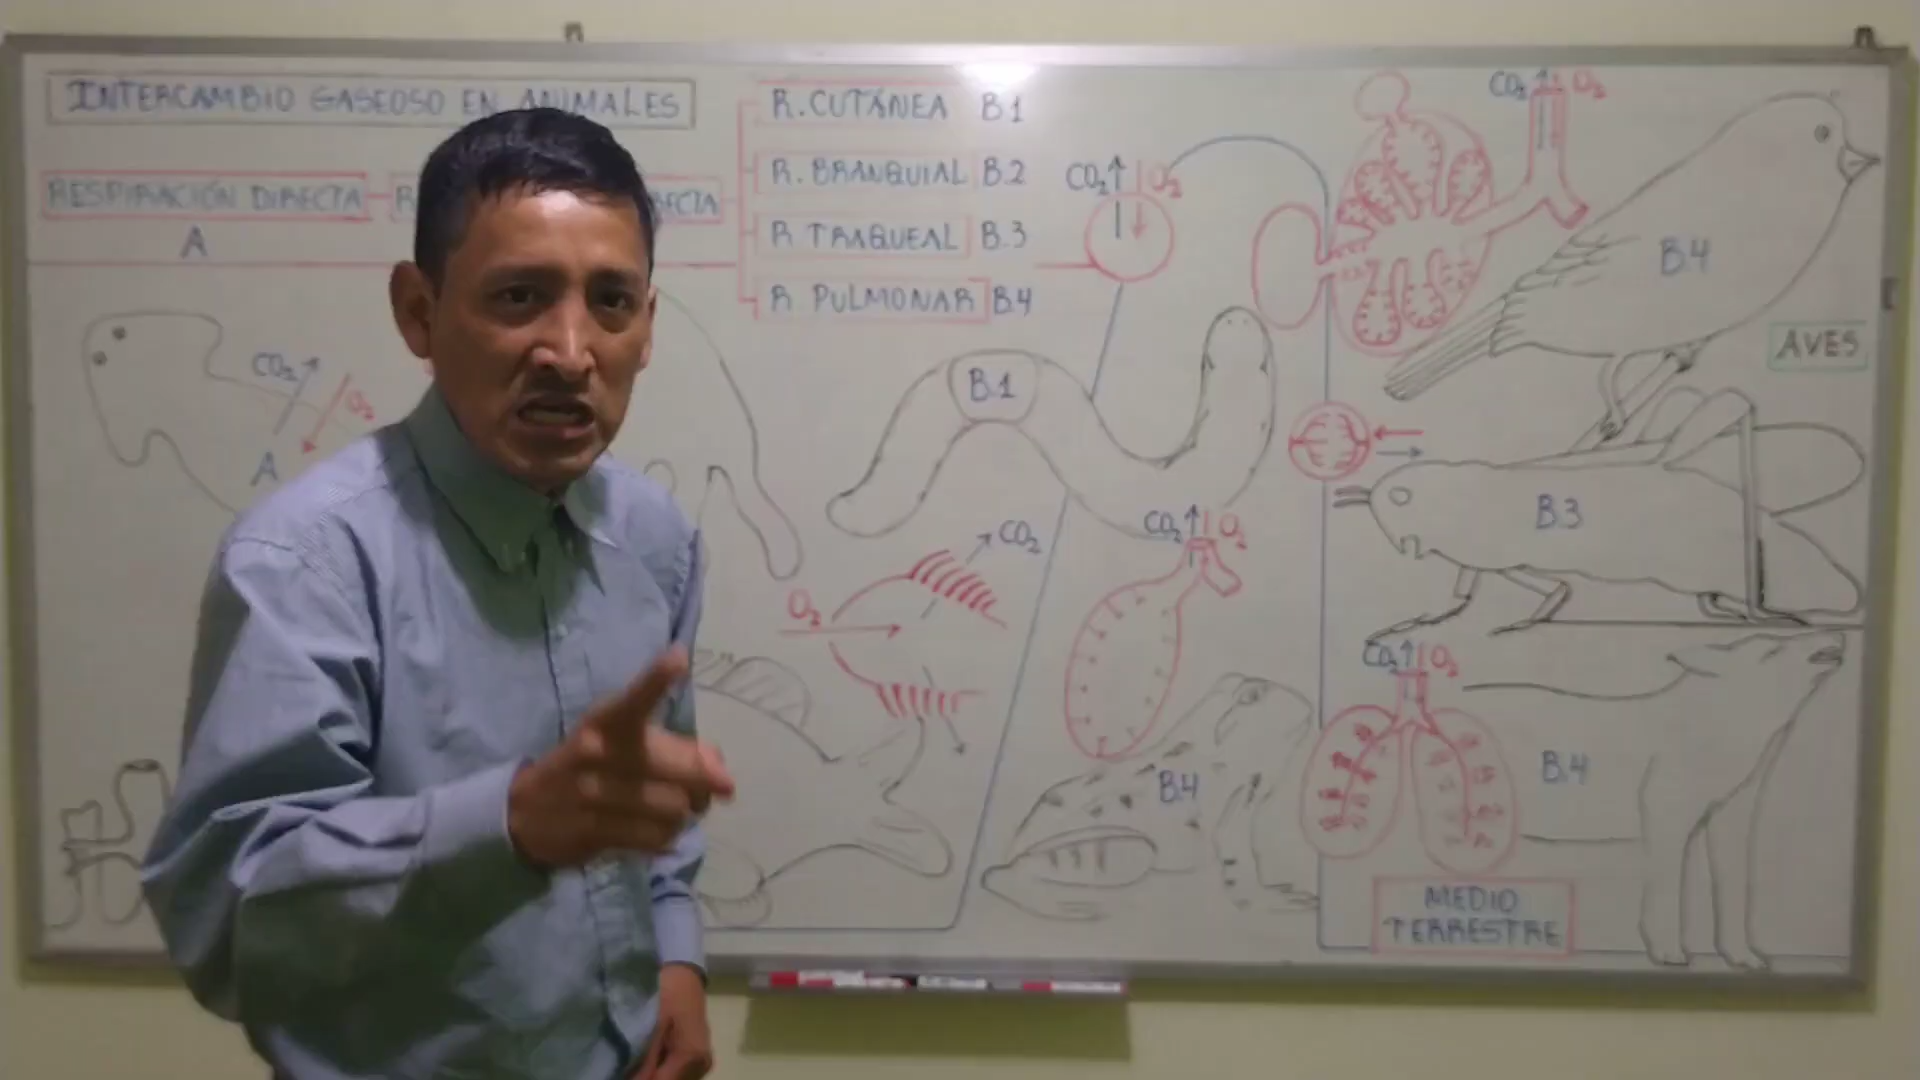 INTERCAMBIO GASEOSO EN ANIMALES
RESPIRACIÓN DIRECTA
A
R. CUTÁNEA B.1
R. BRANQUIAL B.2
R TRAQUEAL B.3
R PULMONAR B.4
CO₂ O₂
A
CO₂ O₂
B.1
O₂
CO₂
CO₂ O₂
B.4
CO₂ O₂
B.4
AVES
B.3
CO₂ O₂
B.4
MEDIO
TERRESTRE